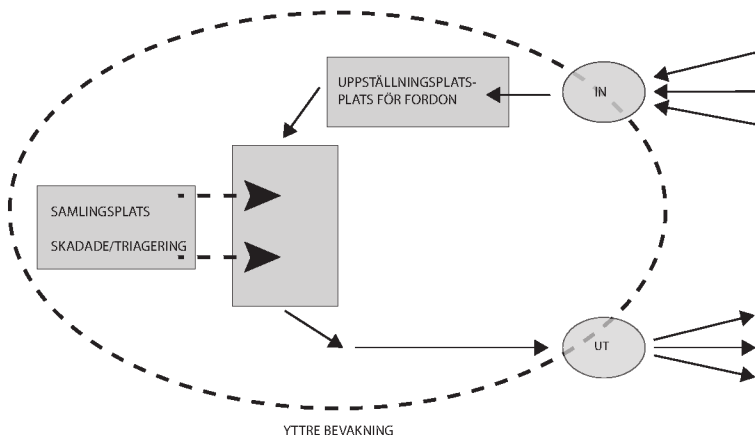 UPPSTÄLLNINGSPLATS-
PLATS FÖR FORDON
IN
SAMLINGSPLATS
SKADADE/TRIAGERING
UT
YTTRE BEVAKNING